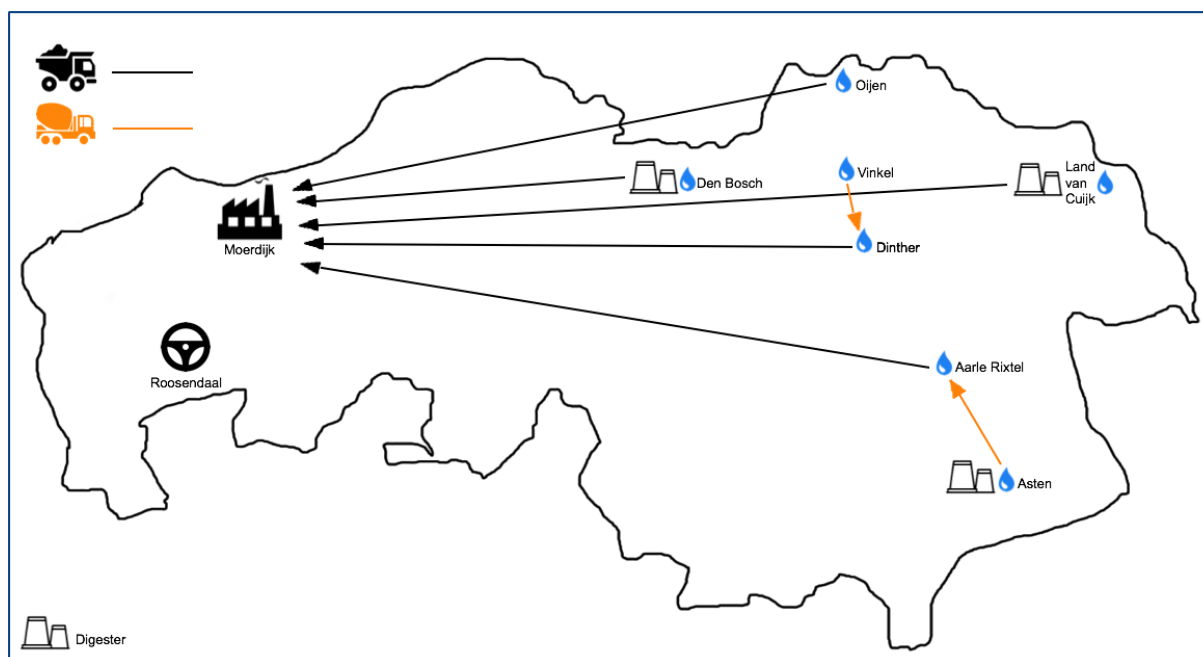 Oijen
Den Bosch
Vinkel
Land
van
Cuijk
Moerdijk
Dinther
Roosendaal
Aarle Rixtel
Asten
Digester